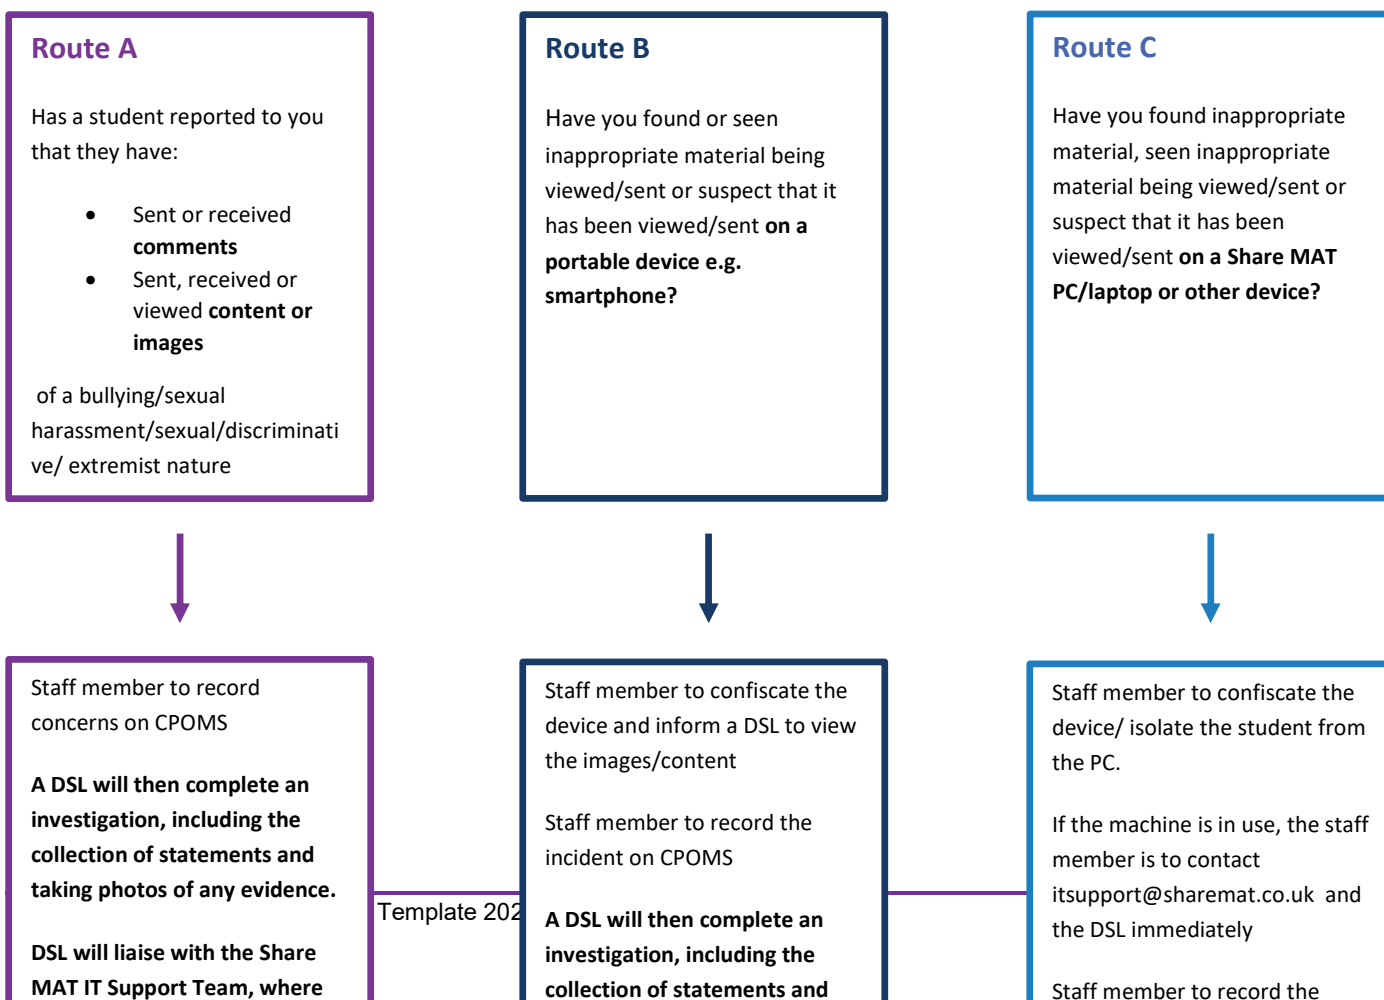 Route A
Has a student reported to you
that they have:
• Sent or received
comments
• Sent, received or
viewed content or
images
of a bullying/sexual
harassment/sexual/discriminati
ve/ extremist nature
Route B
Have you found or seen
inappropriate material being
viewed/sent or suspect that it
has been viewed/sent on a
portable device e.g.
smartphone?
Route C
Have you found inappropriate
material, seen inappropriate
material being viewed/sent or
suspect that it has been
viewed/sent on a Share MAT
PC/laptop or other device?
Staff member to record
concerns on CPOMS
A DSL will then complete an
investigation, including the
collection of statements and
taking photos of any evidence.
DSL will liaise with the Share
MAT IT Support Team, where
Template 202
Staff member to confiscate the
device and inform a DSL to view
the images/content
Staff member to record the
incident on CPOMS
A DSL will then complete an
investigation, including the
collection of statements and
Staff member to confiscate the
device/ isolate the student from
the PC.
If the machine is in use, the staff
member is to contact
itsupport@sharemat.co.uk and
the DSL immediately
Staff member to record the